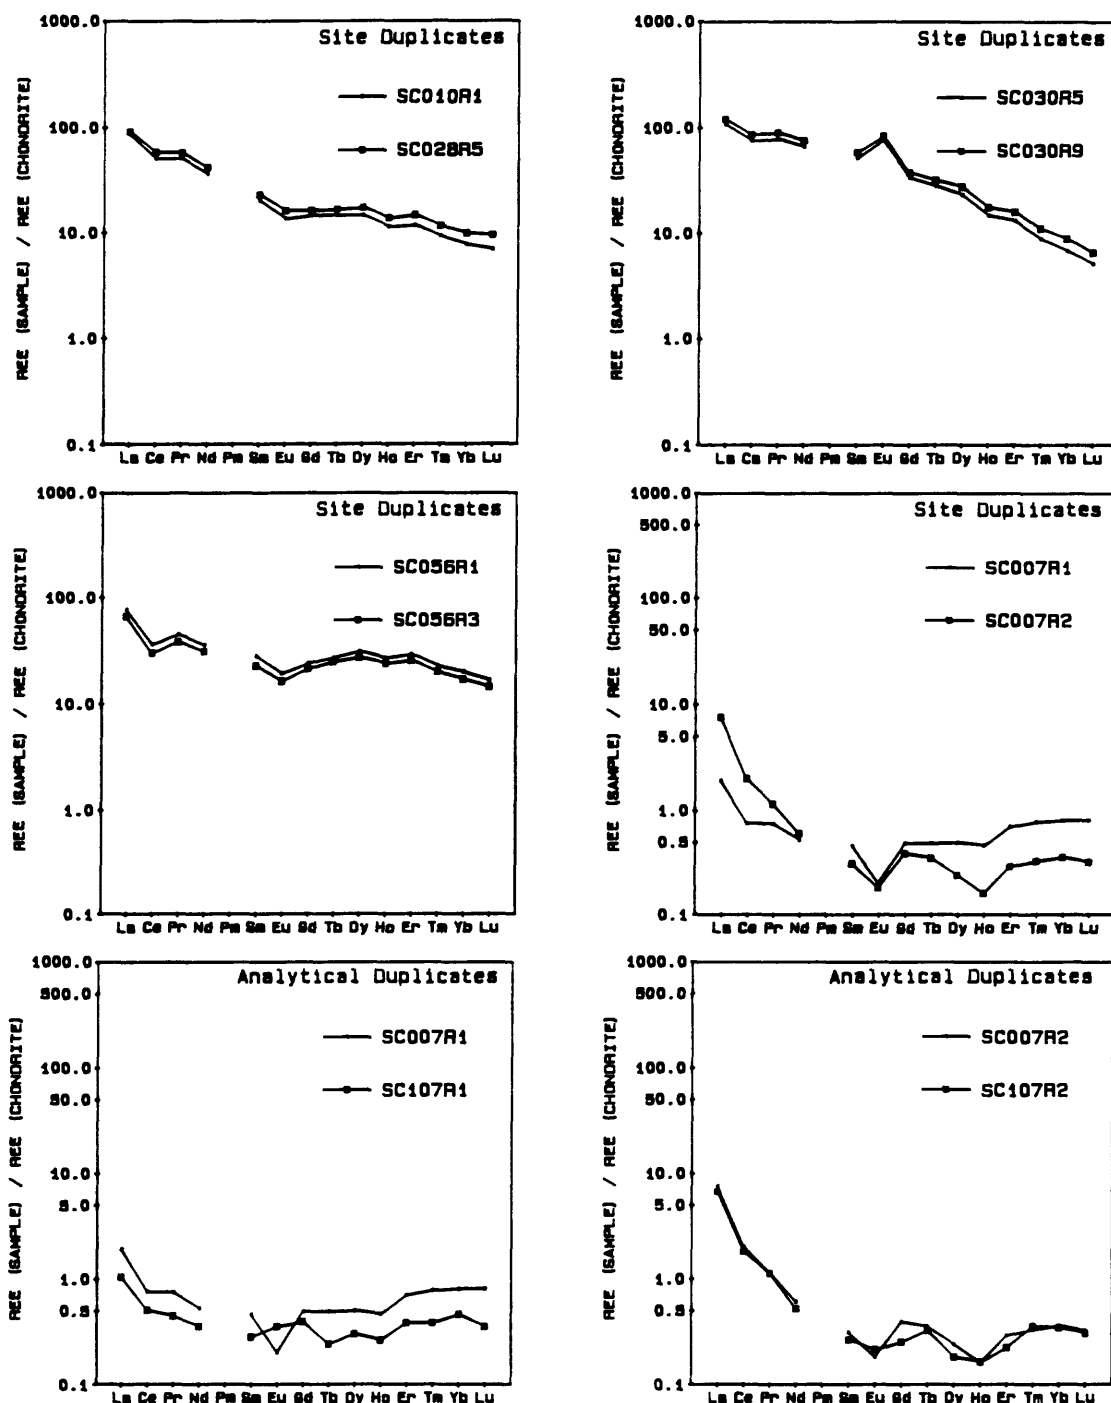 Site Duplicates
SC010R1
SC028R5
REE (SAMPLE) / REE (CHONDRITE)
1000.0
100.0
10.0
1.0
0.1
La Ce Pr Nd Pm Sm Eu Gd Tb Dy Ho Er Tm Yb Lu
Site Duplicates
SC030R5
SC030R9
REE (SAMPLE) / REE (CHONDRITE)
1000.0
100.0
10.0
1.0
0.1
La Ce Pr Nd Pm Sm Eu Gd Tb Dy Ho Er Tm Yb Lu
Site Duplicates
SC056R1
SC056R3
REE (SAMPLE) / REE (CHONDRITE)
1000.0
100.0
10.0
1.0
0.1
La Ce Pr Nd Pm Sm Eu Gd Tb Dy Ho Er Tm Yb Lu
Site Duplicates
SC007R1
SC007R2
REE (SAMPLE) / REE (CHONDRITE)
1000.0
500.0
100.0
50.0
10.0
5.0
1.0
0.5
0.1
La Ce Pr Nd Pm Sm Eu Gd Tb Dy Ho Er Tm Yb Lu
Analytical Duplicates
SC007R1
SC107R1
REE (SAMPLE) / REE (CHONDRITE)
1000.0
500.0
100.0
50.0
10.0
5.0
1.0
0.5
0.1
La Ce Pr Nd Pm Sm Eu Gd Tb Dy Ho Er Tm Yb Lu
Analytical Duplicates
SC007R2
SC107R2
REE (SAMPLE) / REE (CHONDRITE)
1000.0
500.0
100.0
50.0
10.0
5.0
1.0
0.5
0.1
La Ce Pr Nd Pm Sm Eu Gd Tb Dy Ho Er Tm Yb Lu